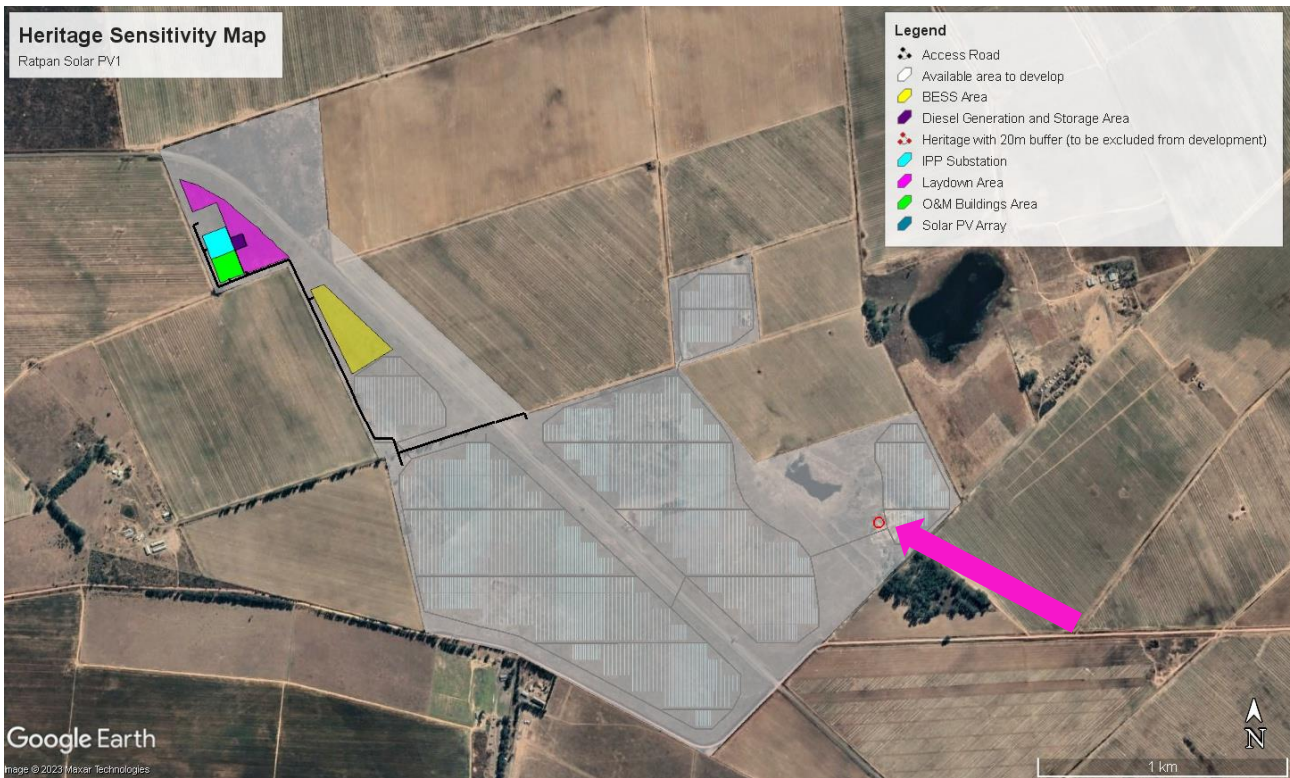 Heritage Sensitivity Map
Ratpan Solar PV1
Legend
Access Road
Available area to develop
BESS Area
Diesel Generation and Storage Area
Heritage with 20m buffer (to be excluded from development)
IPP Substation
Laydown Area
O&M Buildings Area
Solar PV Array
Google Earth
Image © 2023 Maxar Technologies
N
1 km